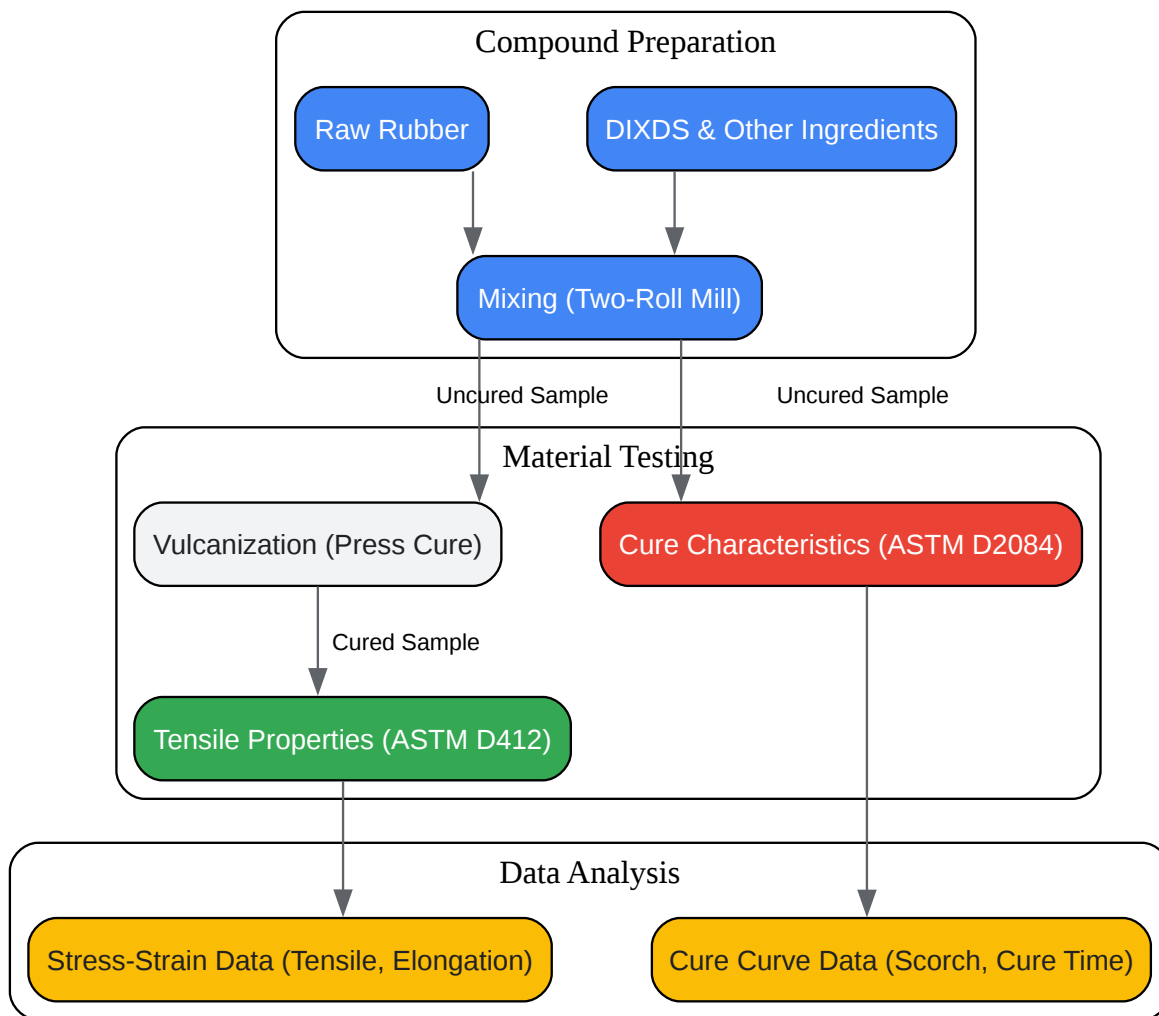 Compound Preparation
Raw Rubber
DIXDS & Other Ingredients
Mixing (Two-Roll Mill)
Uncured Sample
Uncured Sample
Material Testing
Vulcanization (Press Cure)
Cure Characteristics (ASTM D2084)
Cured Sample
Tensile Properties (ASTM D412)
Data Analysis
Stress-Strain Data (Tensile, Elongation)
Cure Curve Data (Scorch, Cure Time)